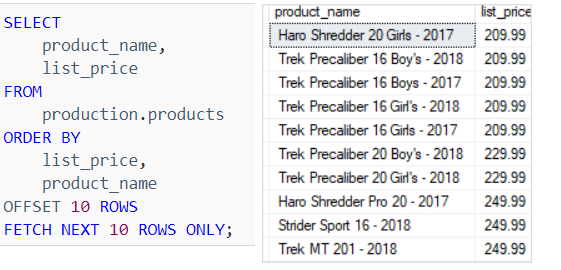 SELECT
product_name,
list_price
FROM
production.products
ORDER BY
list_price,
product_name
OFFSET 10 ROWS
FETCH NEXT 10 ROWS ONLY;
product_name list_price
Haro Shredder 20 Girls - 2017 209.99
Trek Precaliber 16 Boy's - 2018 209.99
Trek Precaliber 16 Boys - 2017 209.99
Trek Precaliber 16 Girl's - 2018 209.99
Trek Precaliber 16 Girls - 2017 209.99
Trek Precaliber 20 Boy's - 2018 229.99
Trek Precaliber 20 Girl's - 2018 229.99
Haro Shredder Pro 20 - 2017 249.99
Strider Sport 16 - 2018 249.99
Trek MT 201 - 2018 249.99